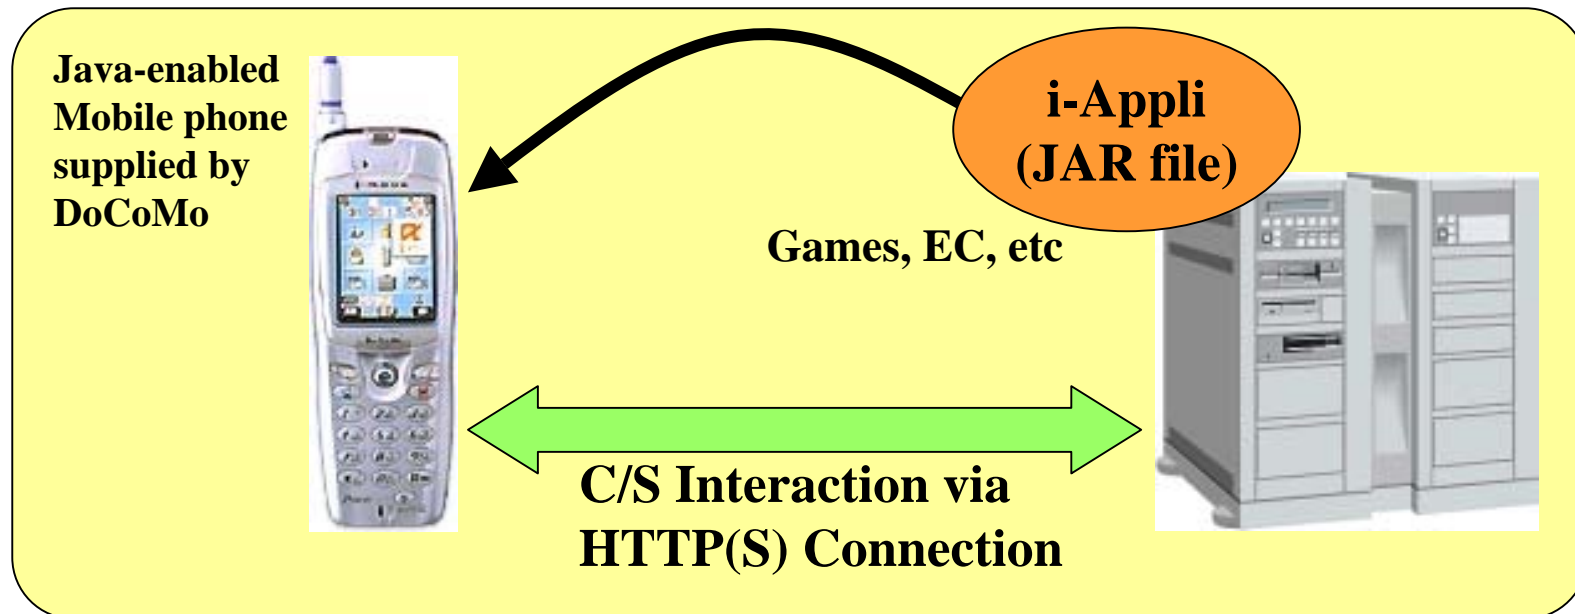 Java-enabled
Mobile phone
supplied by
DoCoMo
i-Appli
(JAR file)
Games, EC, etc
C/S Interaction via
HTTP(S) Connection